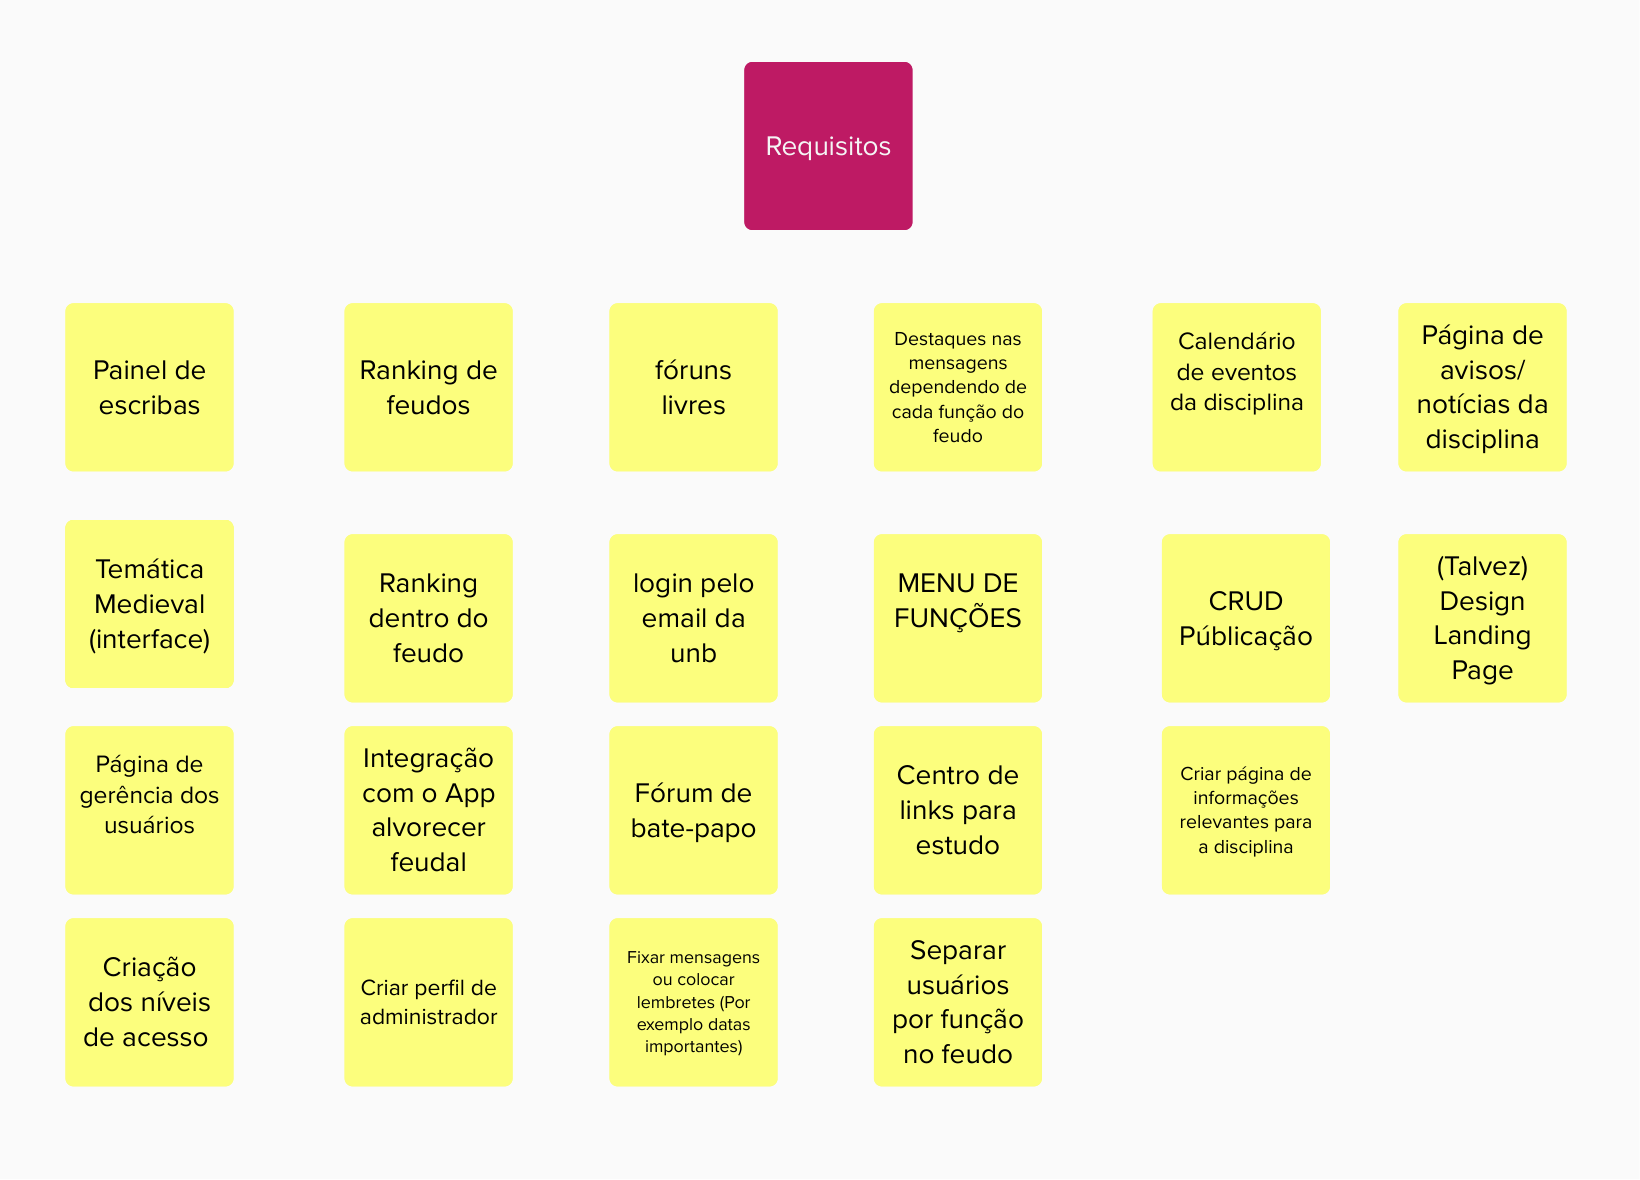 Requisitos
Painel de
escribas
Ranking de
feudos
fóruns
livres
Destaques nas
mensagens
dependendo de
cada função do
feudo
Calendário
de eventos
da disciplina
Página de
avisos/
notícias da
disciplina
Temática
Medieval
(interface)
Ranking
dentro do
feudo
login pelo
email da
unb
MENU DE
FUNÇÕES
CRUD
Públicação
(Talvez)
Design
Landing
Page
Página de
gerência dos
usuários
Integração
com o App
alvorecer
feudal
Fórum de
bate-papo
Centro de
links para
estudo
Criar página de
informações
relevantes para
a disciplina
Criação
dos níveis
de acesso
Criar perfil de
administrador
Fixar mensagens
ou colocar
lembretes (Por
exemplo datas
importantes)
Separar
usuários
por função
no feudo